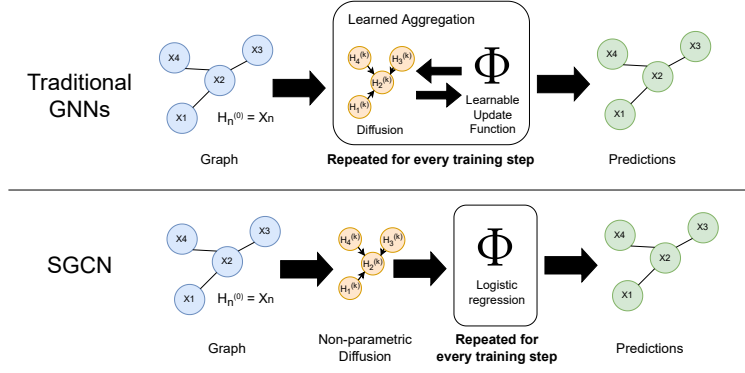 Learned Aggregation
Traditional
GNNs
X4
X3
X2
X1
Hn(0) = Xn
Graph
H4(k)
H3(k)
H2(k)
H1(k)
Diffusion
Φ
Learnable
Update
Function
Repeated for every training step
X4
X3
X2
X1
Predictions
SGCN
X4
X3
X2
X1
Hn(0) = Xn
Graph
H4(k)
H3(k)
H2(k)
H1(k)
Non-parametric
Diffusion
Φ
Logistic
regression
Repeated for
every training step
X4
X3
X2
X1
Predictions